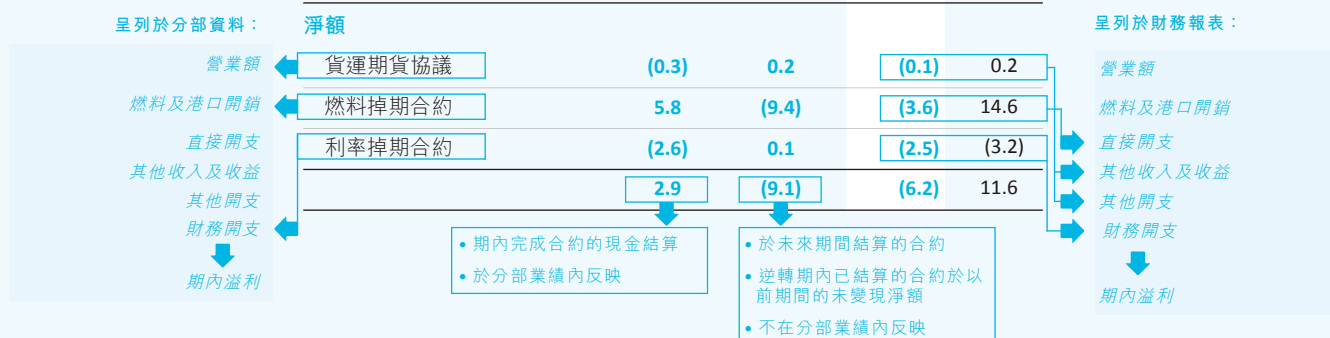 呈列於分部資料：
淨額
呈列於財務報表：
營業額
貨運期貨協議 (0.3) 0.2 (0.1) 0.2
營業額
燃料及港口開銷
燃料掉期合約 5.8 (9.4) (3.6) 14.6
燃料及港口開銷
直接開支
利率掉期合約 (2.6) 0.1 (2.5) (3.2)
直接開支
其他收入及收益
其他收入及收益
其他開支
2.9 (9.1) (6.2) 11.6
其他開支
財務開支
財務開支
期內溢利
• 期內完成合約的現金結算
• 於分部業績內反映
• 於未來期間結算的合約
• 逆轉期內已結算的合約於以
前期間的未變現淨額
• 不在分部業績內反映
期內溢利